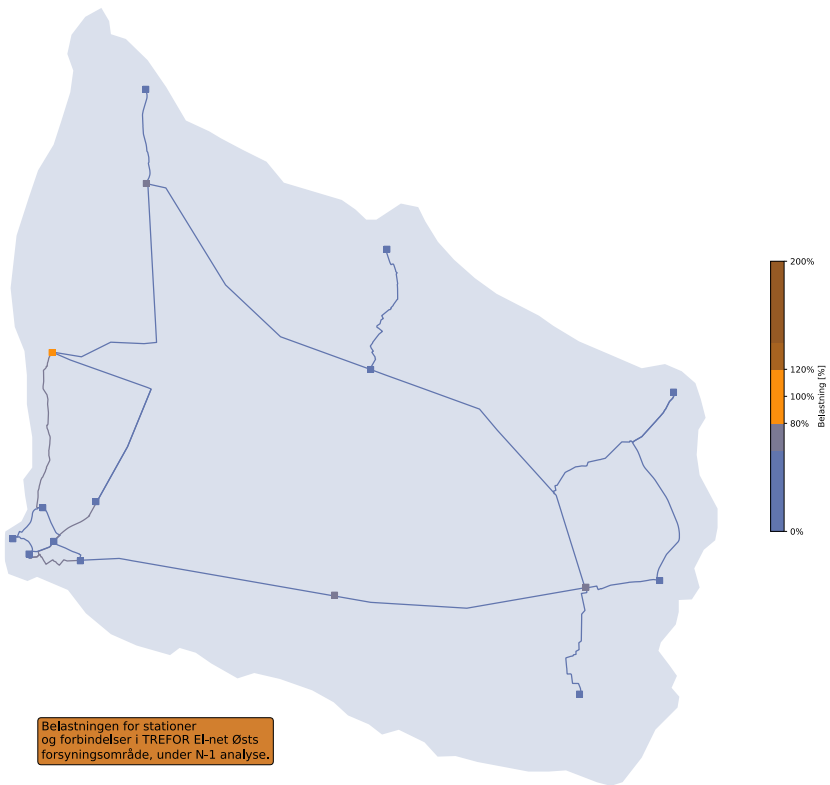 200%
120%
100%
80%
0%
Belastning [%]
Belastningen for stationer
og forbindelser i TREFOR El-net Østs
forsyningsområde, under N-1 analyse.